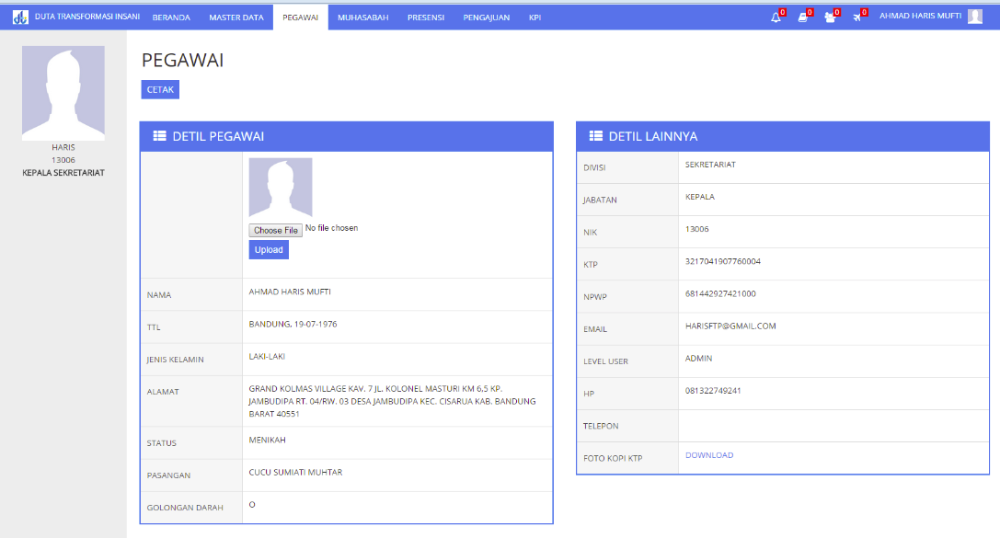 DUTA TRANSFORMASI INSANI BERANDA MASTER DATA PEGAWAI MUHASABAH PRESENSI PENGAJUAN KPI 0 0 0 0 AHMAD HARIS MUFTI
HARIS
13006
KEPALA SEKRETARIAT
PEGAWAI
CETAK
DETIL PEGAWAI
Choose File No file chosen
Upload
NAMA AHMAD HARIS MUFTI
TTL BANDUNG, 19-07-1976
JENIS KELAMIN LAKI-LAKI
ALAMAT GRAND KOLMAS VILLAGE KAV. 7 JL. KOLONEL MASTURI KM 6,5 KP.
JAMBUDIPA RT. 04/RW. 03 DESA JAMBUDIPA KEC. CISARUA KAB. BANDUNG
BARAT 40551
STATUS MENIKAH
PASANGAN CUCU SUMIATI MUHTAR
GOLONGAN DARAH O
DETIL LAINNYA
DIVISI SEKRETARIAT
JABATAN KEPALA
NIK 13006
KTP 3217041907760004
NPWP 681442927421000
EMAIL HARISFTP@GMAIL.COM
LEVEL USER ADMIN
HP 081322749241
TELEPON
FOTO KOPI KTP DOWNLOAD